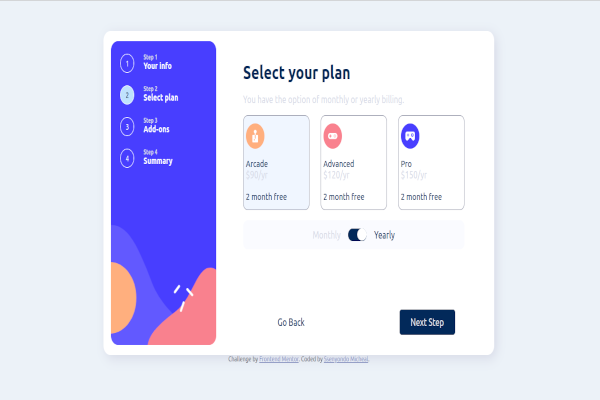 1
Step 1
Your info
2
Step 2
Select plan
3
Step 3
Add-ons
4
Step 4
Summary
Select your plan
You have the option of monthly or yearly billing.
Arcade
$90/yr
2 month free
Advanced
$120/yr
2 month free
Pro
$150/yr
2 month free
Monthly Yearly
Go Back Next Step
Challenge by Frontend Mentor. Coded by